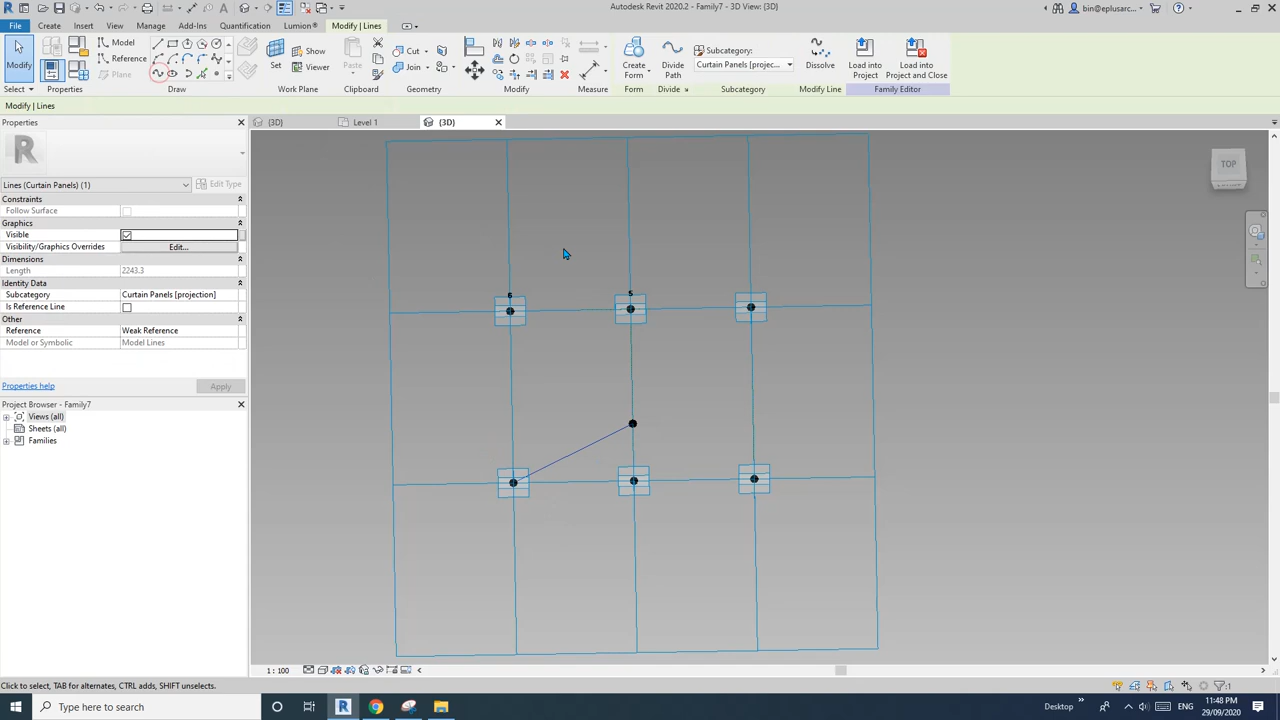 Autodesk Revit 2020.2 - Family7 - 3D View: {3D}
bin@eplusarc...
File Create Insert View Manage Add-Ins Quantification Lumion® Modify | Lines
Modify
Model
Reference
Plane
Set
Show
Viewer
Paste
Cut
Join
Create
Form
Divide
Path
Subcategory
Curtain Panels [projec...
Dissolve
Load into
Project
Load into
Project and Close
Select Properties Draw Work Plane Clipboard Geometry Modify Measure Form Divide Subcategory Modify Line Family Editor
Modify | Lines
Properties
{3D} Level 1 {3D}
R
Lines (Curtain Panels) (1) Edit Type
Constraints
Follow Surface
Graphics
Visible
Visibility/Graphics Overrides Edit...
Dimensions
Length 2243.3
Identity Data
Subcategory Curtain Panels [projection]
Is Reference Line
Other
Reference Weak Reference
Model or Symbolic Model Lines
Properties help Apply
Project Browser - Family7
Views (all)
Sheets (all)
Families
TOP
6
5
1 : 100
Click to select, TAB for alternates, CTRL adds, SHIFT unselects.
:1
Type here to search
Desktop
ENG
11:48 PM
29/09/2020